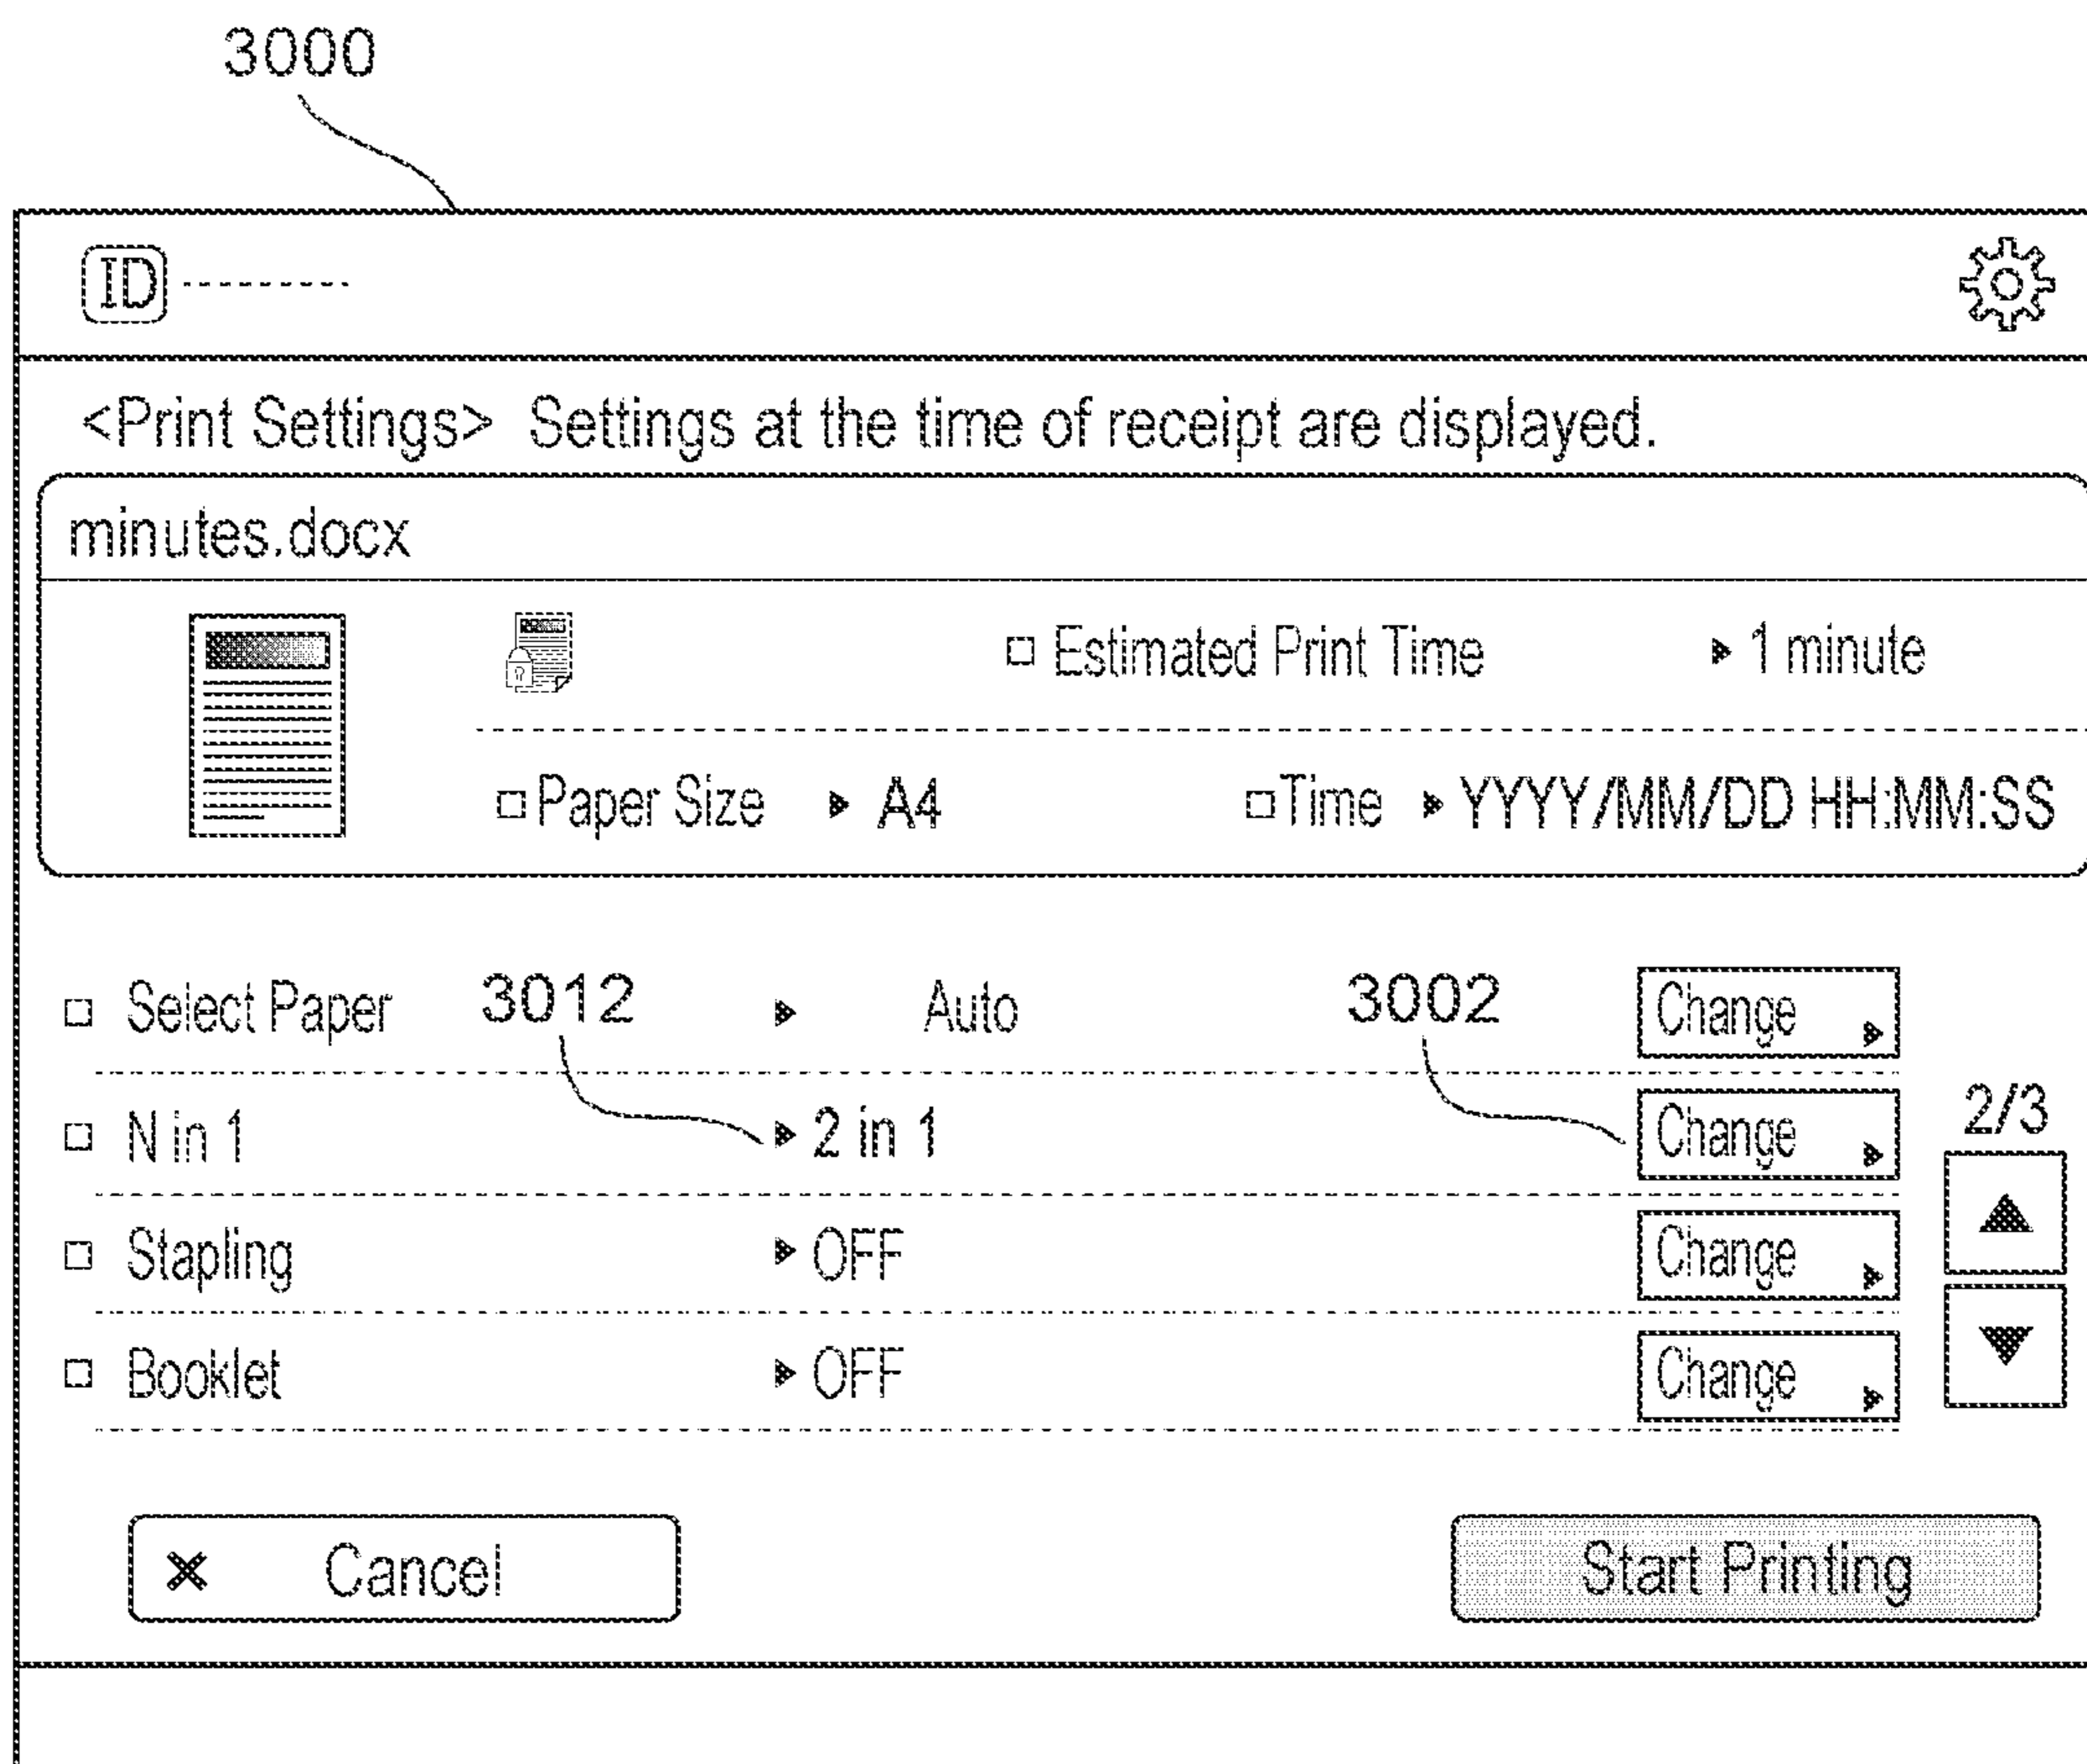 3000
ID
<Print Settings> Settings at the time of receipt are displayed.
minutes.docx
Estimated Print Time 1 minute
Paper Size A4 Time YYYY/MM/DD HH:MM:SS
Select Paper 3012 Auto 3002 Change
N in 1 2 in 1 Change 2/3
Stapling OFF Change
Booklet OFF Change
Cancel Start Printing